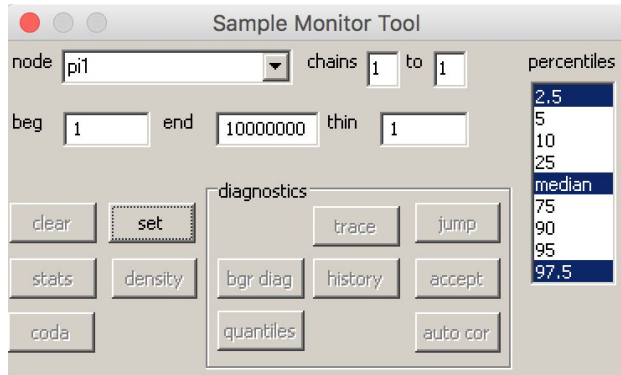 Sample Monitor Tool
node pi1 chains 1 to 1 percentiles
beg 1 end 10000000 thin 1
2.5
5
10
25
median
75
90
95
97.5
diagnostics
clear set trace jump
stats density bgr diag history accept
coda quantiles auto cor